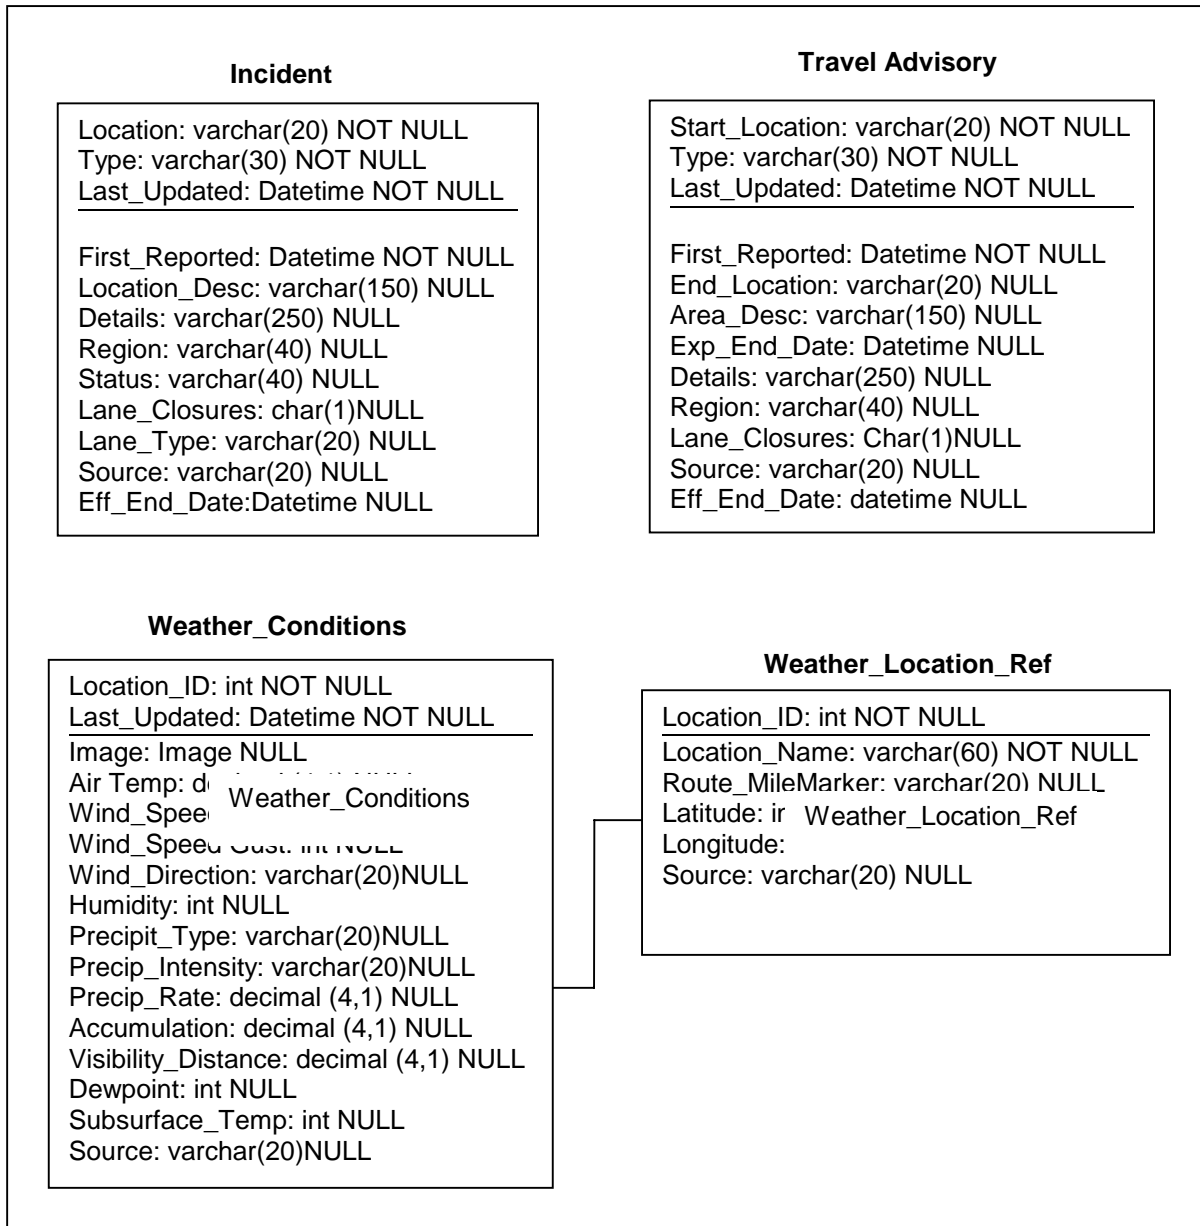 Incident
Location: varchar(20) NOT NULL
Type: varchar(30) NOT NULL
Last_Updated: Datetime NOT NULL
First_Reported: Datetime NOT NULL
Location_Desc: varchar(150) NULL
Details: varchar(250) NULL
Region: varchar(40) NULL
Status: varchar(40) NULL
Lane_Closures: char(1)NULL
Lane_Type: varchar(20) NULL
Source: varchar(20) NULL
Eff_End_Date:Datetime NULL
Travel Advisory
Start_Location: varchar(20) NOT NULL
Type: varchar(30) NOT NULL
Last_Updated: Datetime NOT NULL
First_Reported: Datetime NOT NULL
End_Location: varchar(20) NULL
Area_Desc: varchar(150) NULL
Exp_End_Date: Datetime NULL
Details: varchar(250) NULL
Region: varchar(40) NULL
Lane_Closures: Char(1)NULL
Source: varchar(20) NULL
Eff_End_Date: datetime NULL
Weather_Conditions
Location_ID: int NOT NULL
Last_Updated: Datetime NOT NULL
Image: Image NULL
Air Temp:
Weather_Conditions
Wind_Speed Gust: int NULL
Wind_Direction: varchar(20)NULL
Humidity: int NULL
Precipit_Type: varchar(20)NULL
Precip_Intensity: varchar(20)NULL
Precip_Rate: decimal (4,1) NULL
Accumulation: decimal (4,1) NULL
Visibility_Distance: decimal (4,1) NULL
Dewpoint: int NULL
Subsurface_Temp: int NULL
Source: varchar(20)NULL
Weather_Location_Ref
Location_ID: int NOT NULL
Location_Name: varchar(60) NOT NULL
Route_MileMarker: varchar(20) NULL
Latitude:
Weather_Location_Ref
Longitude:
Source: varchar(20) NULL